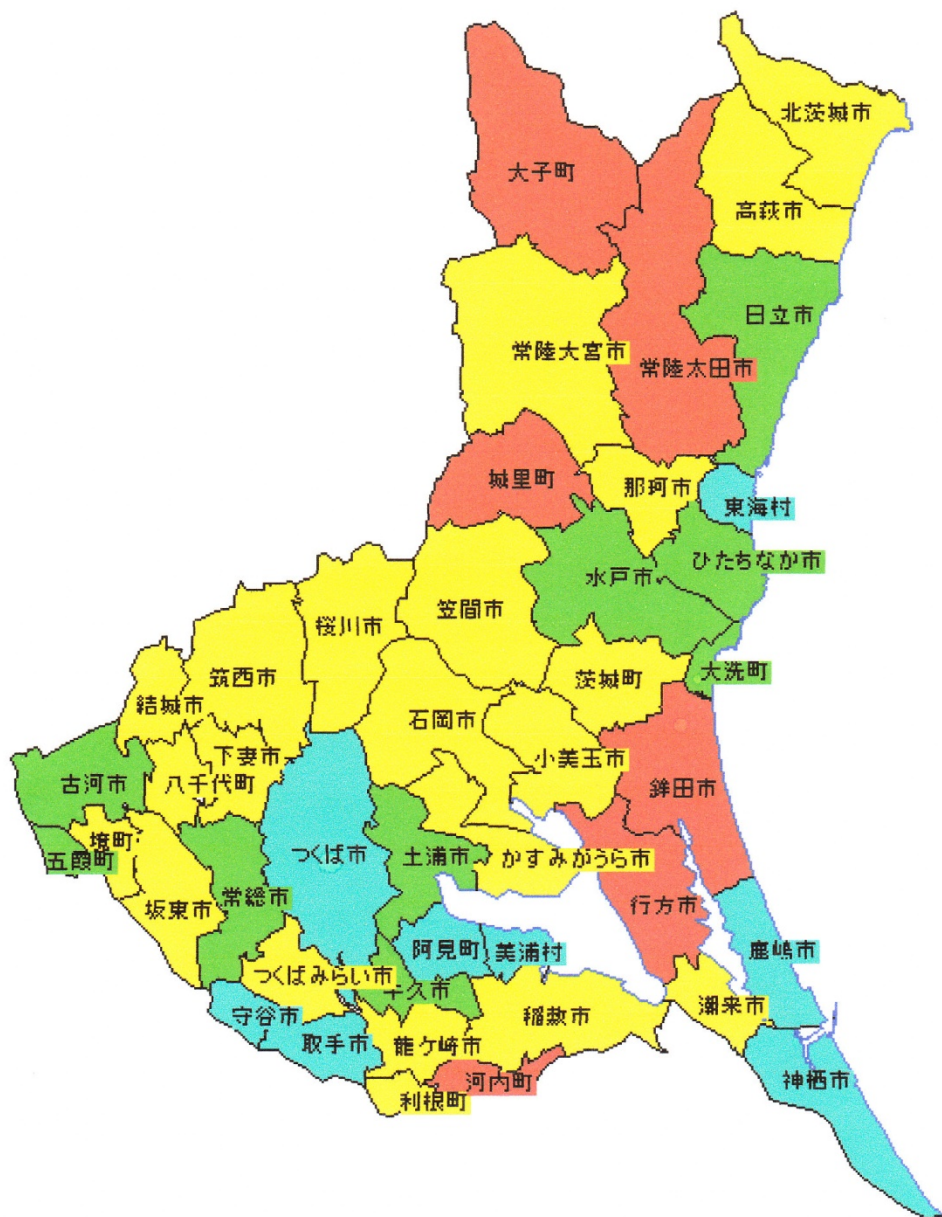 北茨城市
大子町
高萩市
日立市
常陸大宮市
常陸太田市
城里町
那珂市
東海村
ひたちなか市
水戸市
笠間市
桜川市
大洗町
茨城町
筑西市
結城市
石岡市
下妻市
小美玉市
八千代町
古河市
鉾田市
境町
つくば市
土浦市
かすみがうら市
五霞町
常総市
坂東市
行方市
阿見町
美浦村
鹿嶋市
つくばみらい市
牛久市
潮来市
守谷市
稲敷市
取手市
龍ケ崎市
河内町
神栖市
利根町